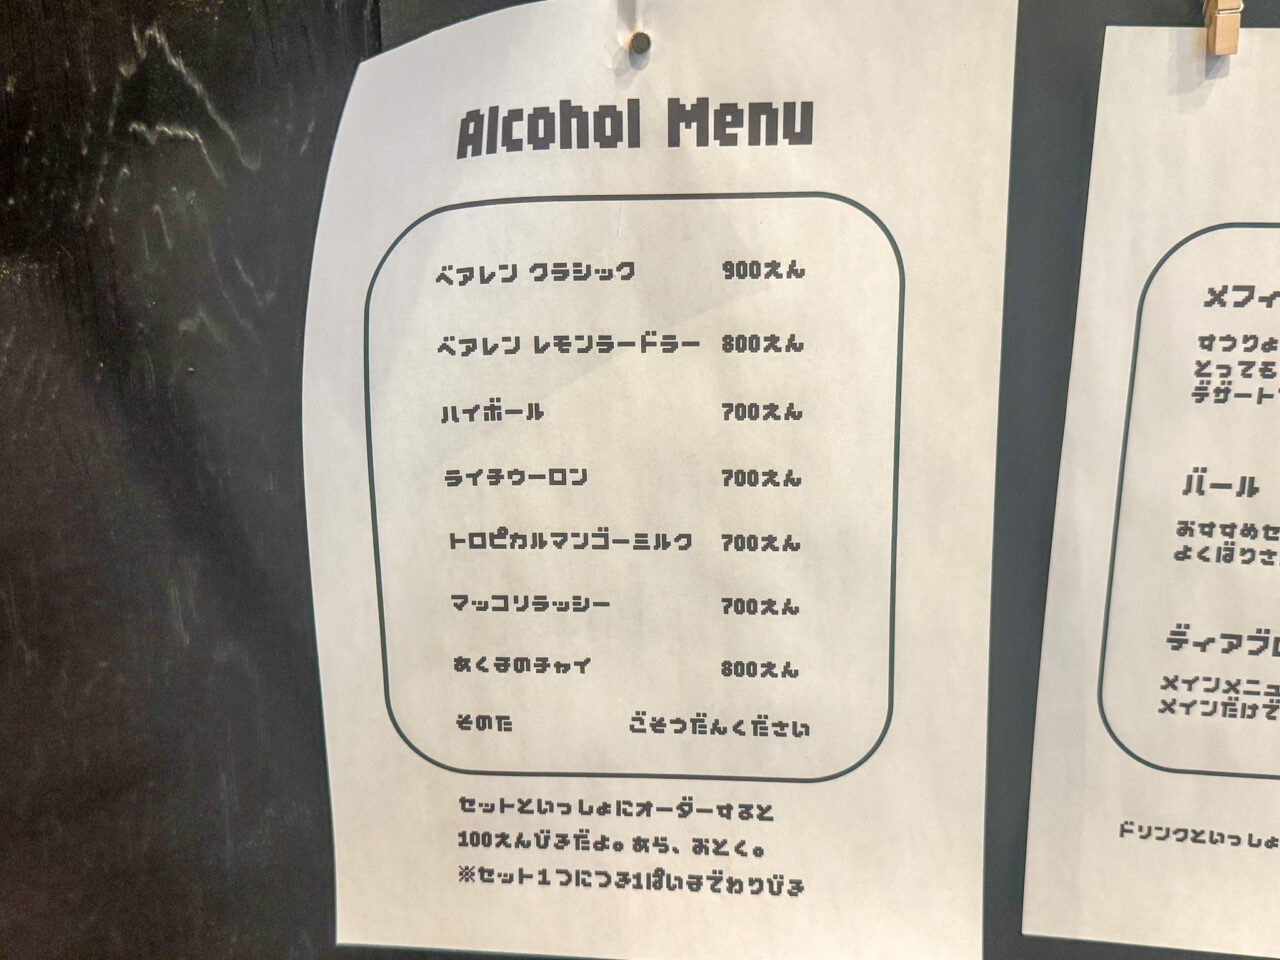 Alcohol Menu
ベアレン クラシック 900えん
ベアレン レモンラードラー 800えん
ハイボール 700えん
ライチウーロン 700えん
トロピカルマンゴーミルク 700えん
マッコリラッシー 700えん
あくまのチャイ 800えん
そのた ごそうだんください
セットといっしょにオーダーすると
100えんびきだよ。あら、おとく。
※セット1つにつき1ぱいまでわりびき
メフィ
すうりょ
とっても
デザート
バール
おすすめセ
よくばりさ
ディアブロ
メインメニュ
メインだけで
ドリンクといっしょ